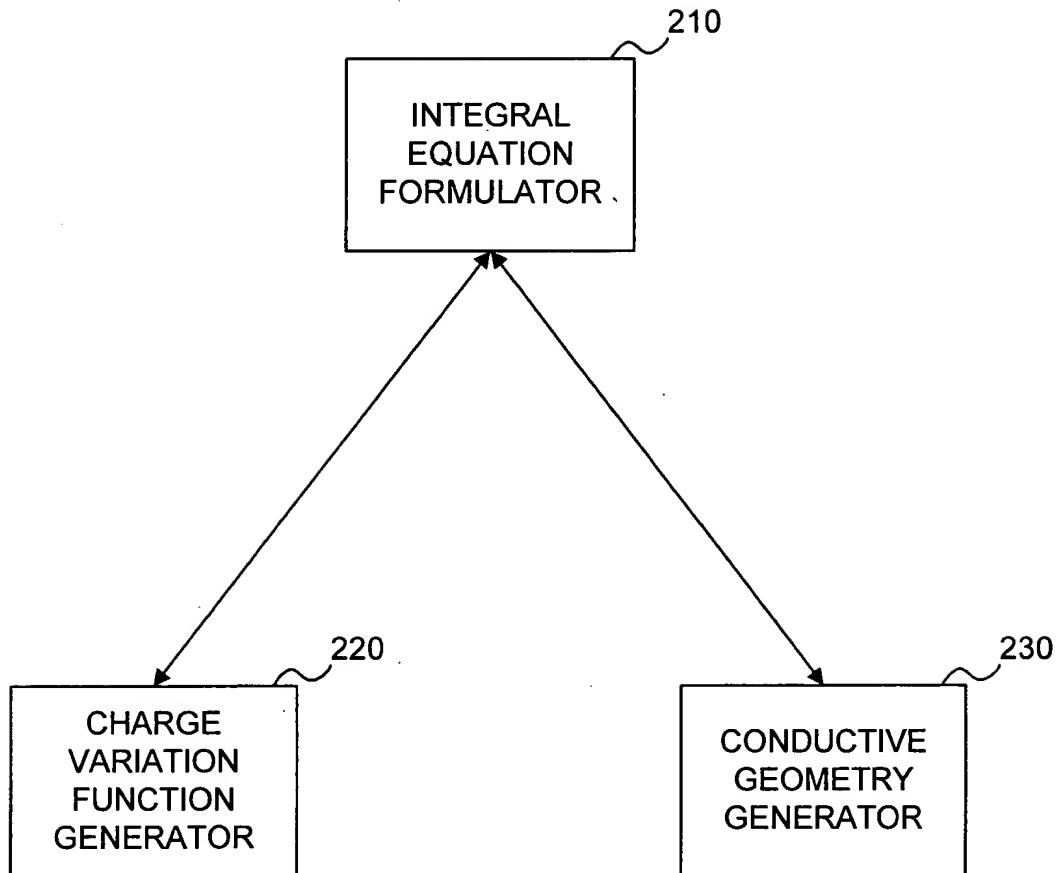 210
INTEGRAL
EQUATION
FORMULATOR
220
230
CHARGE
VARIATION
FUNCTION
GENERATOR
CONDUCTIVE
GEOMETRY
GENERATOR